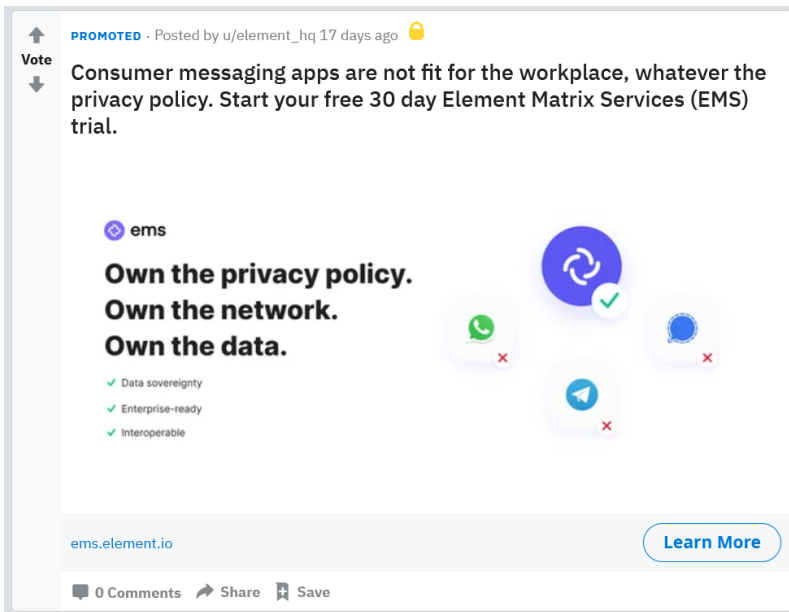 PROMOTED · Posted by u/element_hq 17 days ago
Vote
Consumer messaging apps are not fit for the workplace, whatever the
privacy policy. Start your free 30 day Element Matrix Services (EMS)
trial.
ems
Own the privacy policy.
Own the network.
Own the data.
Data sovereignty
Enterprise-ready
Interoperable
ems.element.io
Learn More
0 Comments Share Save